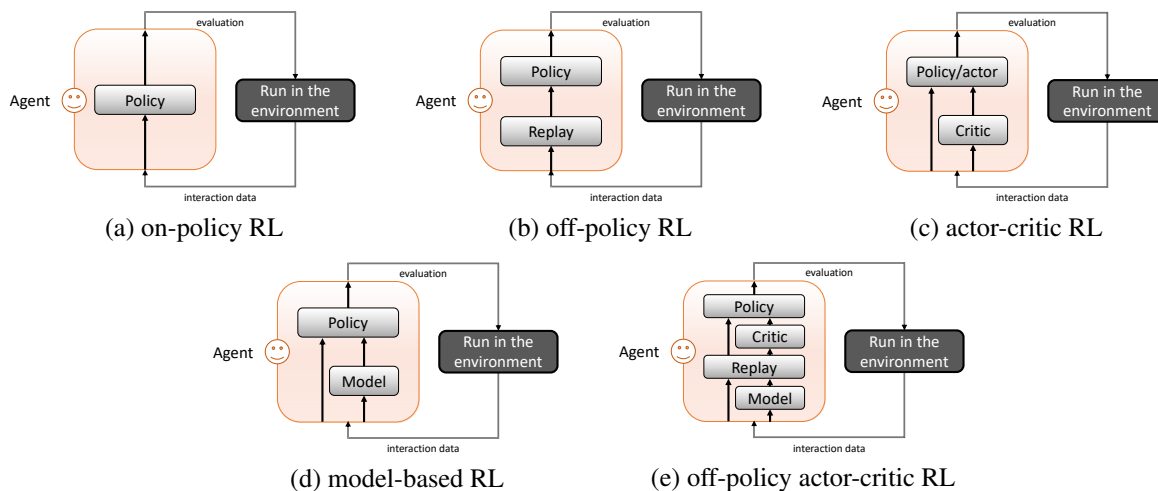 evaluation
Agent
Policy
Run in the
environment
interaction data
(a) on-policy RL
evaluation
Agent
Policy
Replay
Run in the
environment
interaction data
(b) off-policy RL
evaluation
Agent
Policy/actor
Critic
Run in the
environment
interaction data
(c) actor-critic RL
evaluation
Agent
Policy
Model
Run in the
environment
interaction data
(d) model-based RL
evaluation
Agent
Policy
Critic
Replay
Model
Run in the
environment
interaction data
(e) off-policy actor-critic RL